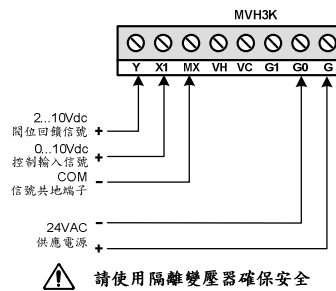 MVH3K
Y X1 MX VH VC G1 G0 G
2...10Vdc
閥位回饋信號 +
0...10Vdc
控制輸入信號 +
COM
信號共地端子 -
24VAC -
供應電源 +
請使用隔離變壓器確保安全